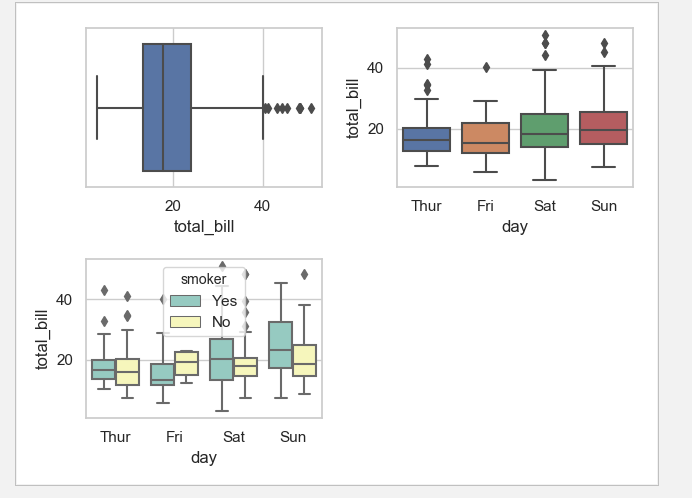 20 40
total_bill
total_bill
40
20
Thur Fri Sat Sun
day
total_bill
40
20
smoker
Yes
No
Thur Fri Sat Sun
day